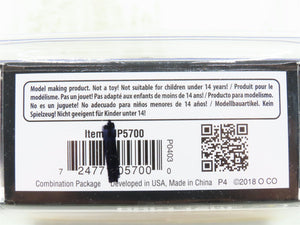 Model making product. Not a toy! Not suitable for children under 14 years! / Produit pour le
modélisme. Pas un jouet! Pas adapté aux enfants de moins de 14 ans! / Producto para modelismo.
No es un juguete! No adecuado para niños menores de 14 años! / Modellbauartikel. Kein
Spielzeug! Nicht geeignet für Kinder unter 14!
Item P5700
P0403
7 24771 05700 7
Combination Package Developed in USA, Made in China P4 ©2018 O CO